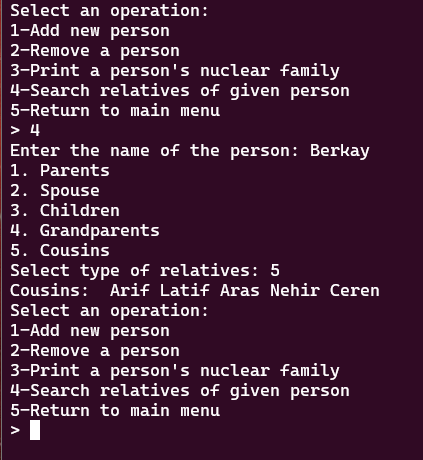 Select an operation:
1-Add new person
2-Remove a person
3-Print a person's nuclear family
4-Search relatives of given person
5-Return to main menu
> 4
Enter the name of the person: Berkay
1. Parents
2. Spouse
3. Children
4. Grandparents
5. Cousins
Select type of relatives: 5
Cousins:  Arif Latif Aras Nehir Ceren
Select an operation:
1-Add new person
2-Remove a person
3-Print a person's nuclear family
4-Search relatives of given person
5-Return to main menu
>